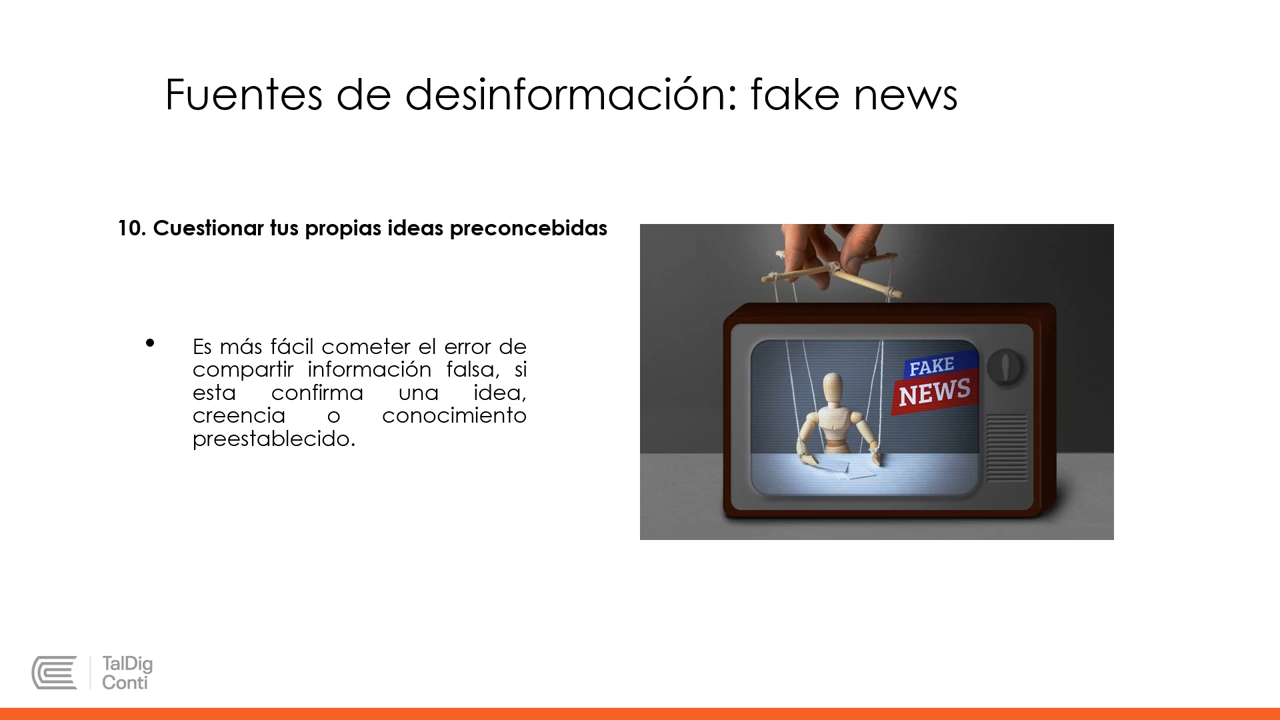 Fuentes de desinformación: fake news
10. Cuestionar tus propias ideas preconcebidas
• Es más fácil cometer el error de
compartir información falsa, si
esta confirma una idea,
creencia o conocimiento
preestablecido.
FAKE
NEWS
TalDig
Conti